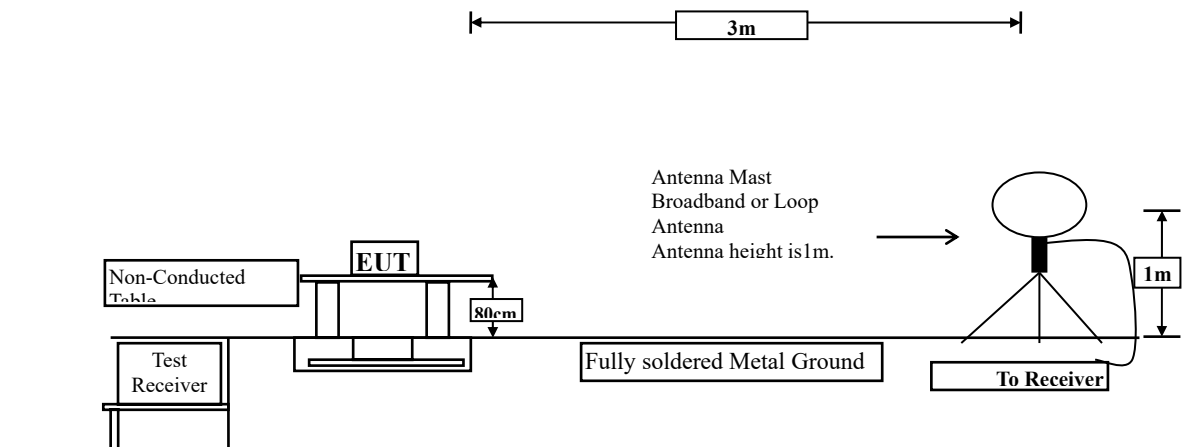 3m
Antenna Mast
Broadband or Loop
Antenna
Antenna height is1m.
EUT
Non-Conducted
Table
80cm
1m
Test
Receiver
Fully soldered Metal Ground
To Receiver